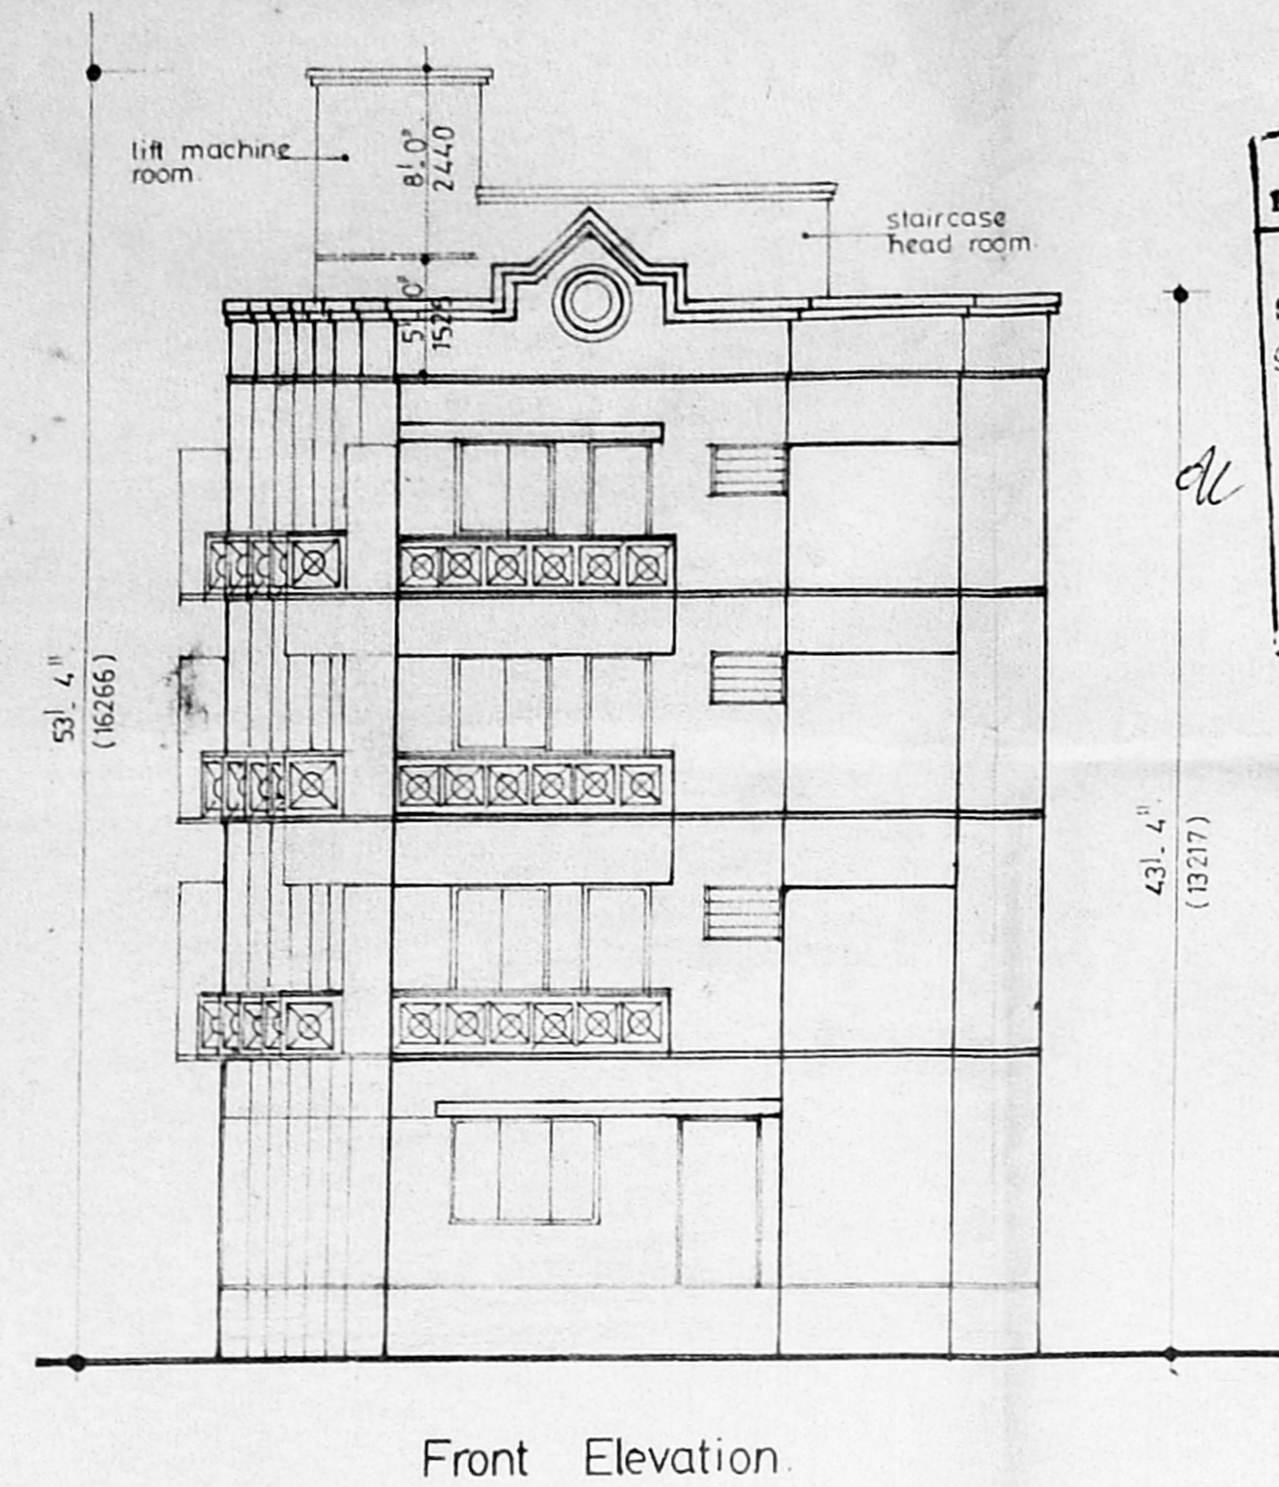 lift machine
room.
8'-0"
2440
staircase
head room.
5'-0"
1525
53'-4"
(16266)
43'-4"
(13217)
Front Elevation.